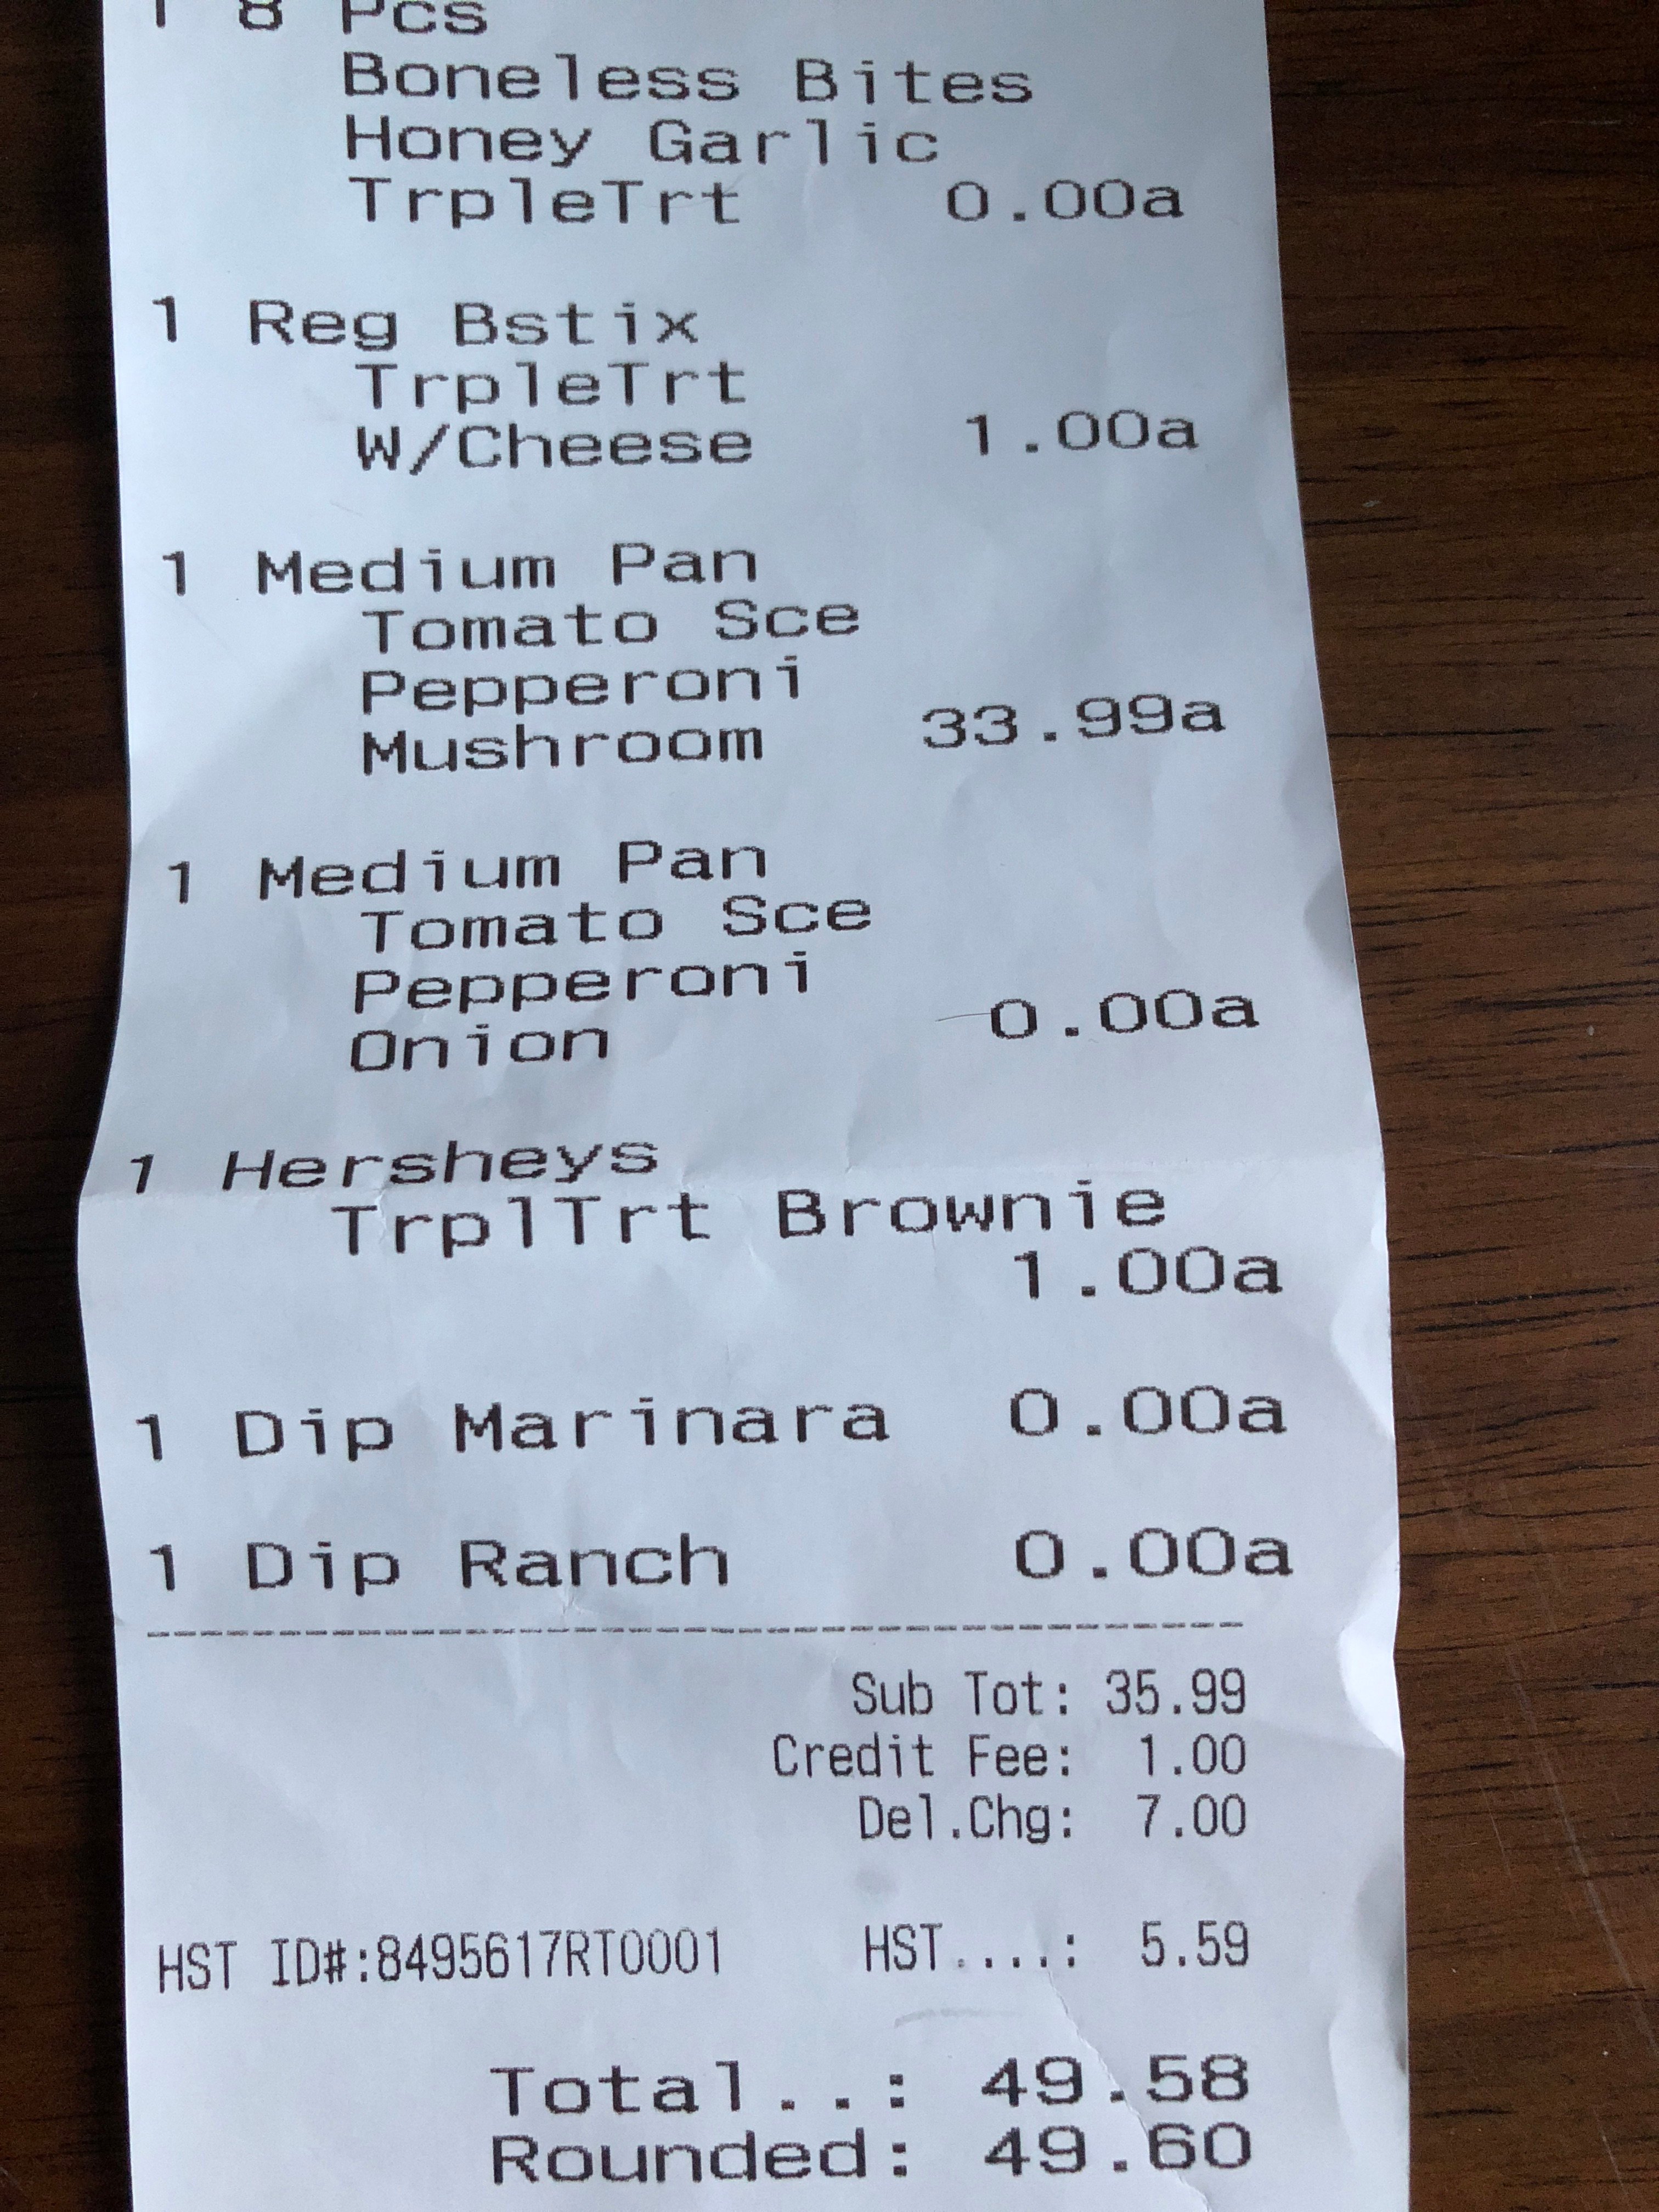 1 8 Pcs
Boneless Bites
Honey Garlic
TrpleTrt 0.00a
1 Reg Bstix
TrpleTrt
W/Cheese 1.00a
1 Medium Pan
Tomato Sce
Pepperoni
Mushroom 33.99a
1 Medium Pan
Tomato Sce
Pepperoni
Onion 0.00a
1 Hersheys
TrplTrt Brownie
1.00a
1 Dip Marinara 0.00a
1 Dip Ranch 0.00a
--------------------------------------------------
Sub Tot: 35.99
Credit Fee: 1.00
Del.Chg: 7.00
HST ID#:8495617RT0001 HST....: 5.59
Total..: 49.58
Rounded: 49.60